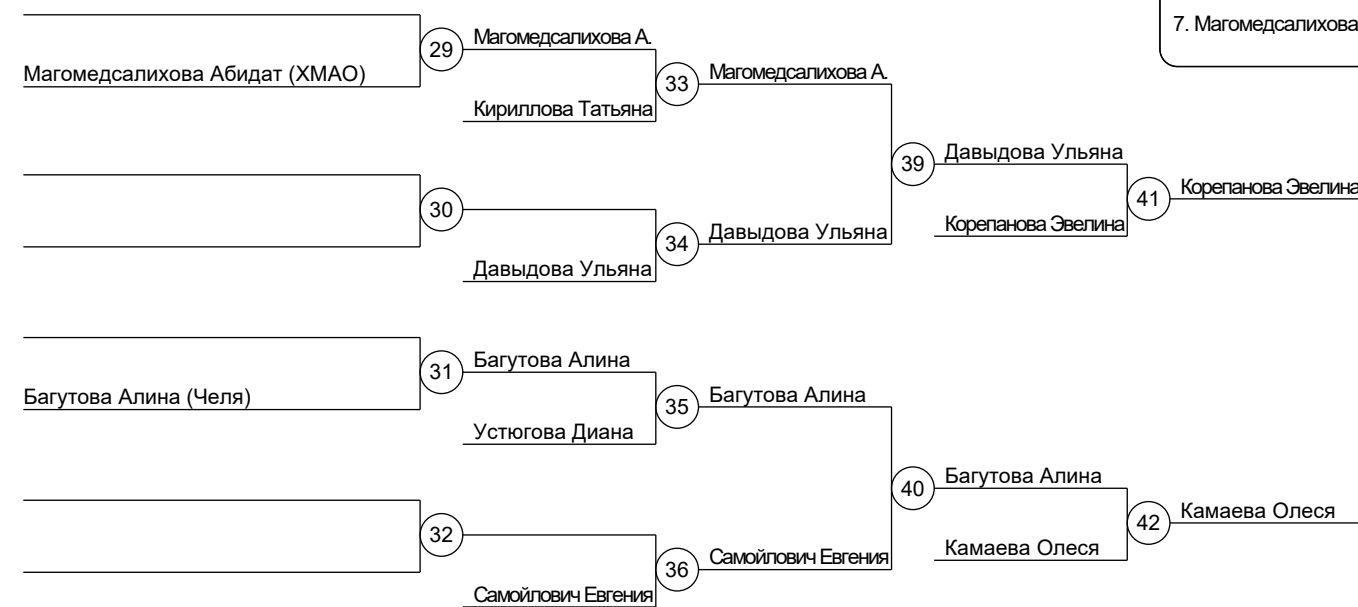 7. Магомедсалихова
29
Магомедсалихова А.
Магомедсалихова Абидат (ХМАО)
33
Магомедсалихова А.
Кириллова Татьяна
39
Давыдова Ульяна
41
Корепанова Эвелина
30
34
Давыдова Ульяна
Корепанова Эвелина
Давыдова Ульяна
31
Багутова Алина
Багутова Алина (Челя)
35
Багутова Алина
Устюгова Диана
40
Багутова Алина
42
Камаева Олеся
32
36
Самойлович Евгения
Камаева Олеся
Самойлович Евгения